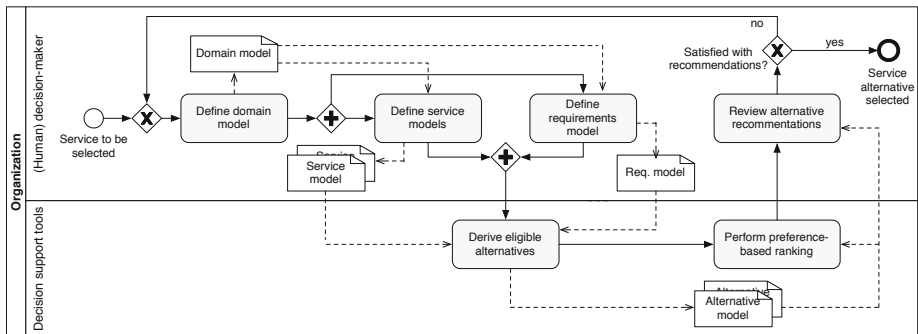 Organization
(Human) decision-maker
Decision support tools
no
yes
Satisfied with
recommendations?
Service
alternative
selected
Domain model
Service to be
selected
Define domain
model
Define service
models
Define
requirements
model
Review alternative
recommentations
Service
Service
model
Req. model
Derive eligible
alternatives
Perform preference-
based ranking
Alternative
Alternative
model